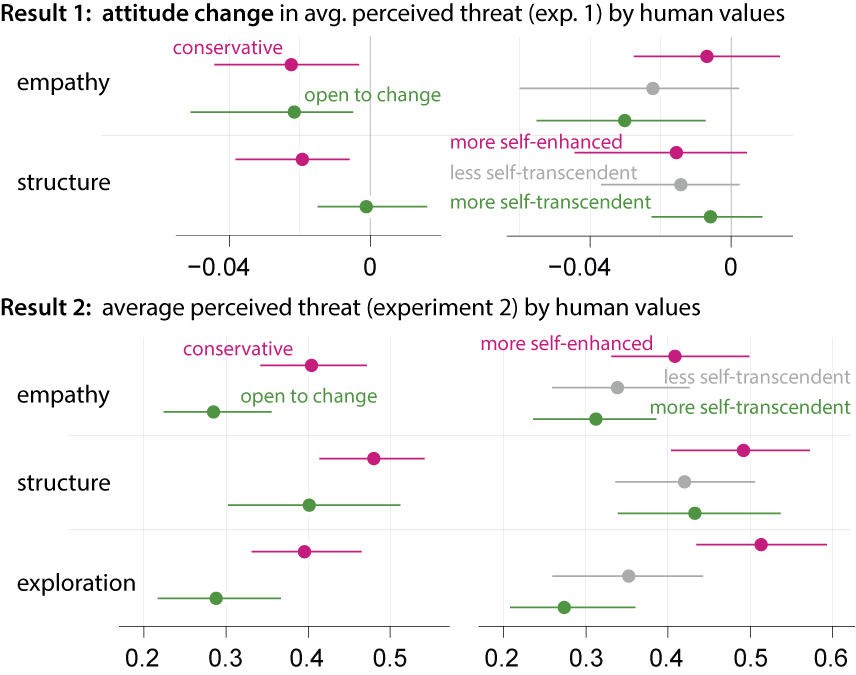 Result 1: attitude change in avg. perceived threat (exp. 1) by human values
conservative
empathy
open to change
more self-enhanced
less self-transcendent
structure
more self-transcendent
−0.04 0 −0.04 0
Result 2: average perceived threat (experiment 2) by human values
conservative more self-enhanced
less self-transcendent
empathy
open to change more self-transcendent
structure
exploration
0.2 0.3 0.4 0.5 0.2 0.3 0.4 0.5 0.6